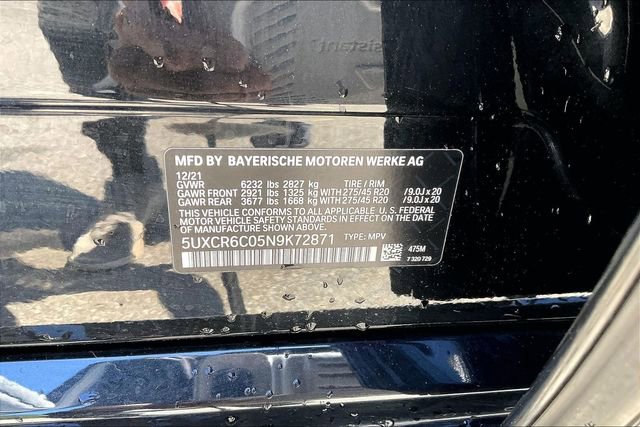 MFD BY BAYERISCHE MOTOREN WERKE AG
12/21
GVWR 6232 lbs 2827 kg TIRE / RIM
GAWR FRONT 2921 lbs 1325 kg WITH 275/45 R20 /9.0J x 20
GAWR REAR 3677 lbs 1668 kg WITH 275/45 R20 /9.0J x 20
THIS VEHICLE CONFORMS TO ALL APPLICABLE U. S. FEDERAL
MOTOR VEHICLE SAFETY STANDARDS IN EFFECT ON THE DATE
OF MANUFACTURE SHOWN ABOVE.
5UXCR6C05N9K72871 TYPE: MPV
475M
7 320 729